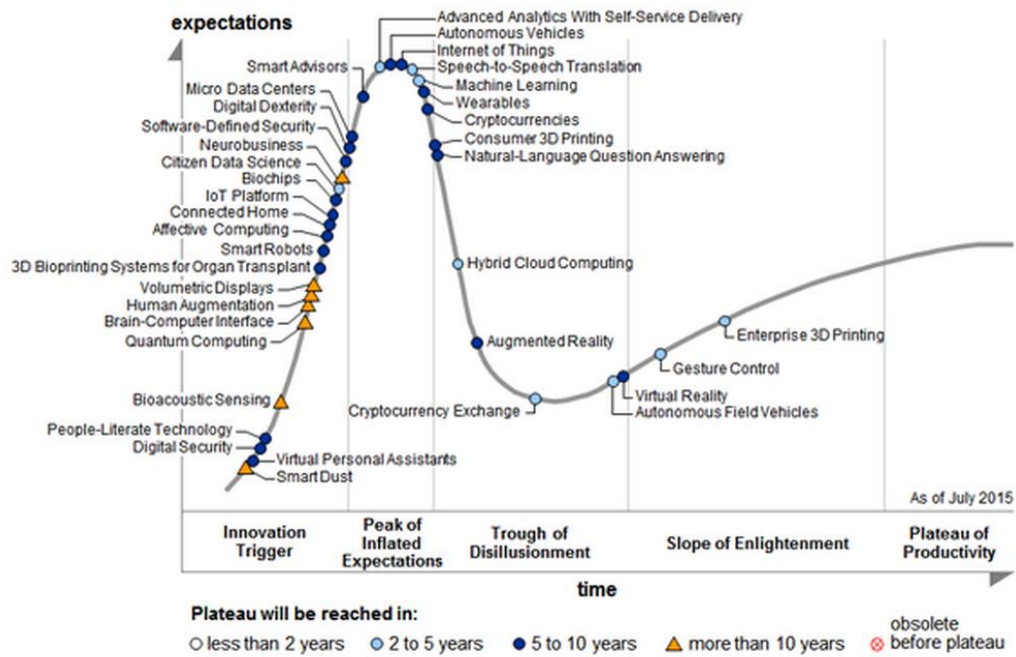 expectations
Advanced Analytics With Self-Service Delivery
Autonomous Vehicles
Internet of Things
Speech-to-Speech Translation
Machine Learning
Wearables
Cryptocurrencies
Consumer 3D Printing
Natural-Language Question Answering
Smart Advisors
Micro Data Centers
Digital Dexterity
Software-Defined Security
Neurobusiness
Citizen Data Science
Biochips
IoT Platform
Connected Home
Affective Computing
Smart Robots
3D Bioprinting Systems for Organ Transplant
Volumetric Displays
Human Augmentation
Brain-Computer Interface
Quantum Computing
Bioacoustic Sensing
People-Literate Technology
Digital Security
Virtual Personal Assistants
Smart Dust
Hybrid Cloud Computing
Augmented Reality
Cryptocurrency Exchange
Enterprise 3D Printing
Gesture Control
Virtual Reality
Autonomous Field Vehicles
As of July 2015
Innovation
Trigger
Peak of
Inflated
Expectations
Trough of
Disillusionment
Slope of Enlightenment
Plateau of
Productivity
time
Plateau will be reached in:
less than 2 years
2 to 5 years
5 to 10 years
more than 10 years
obsolete
before plateau